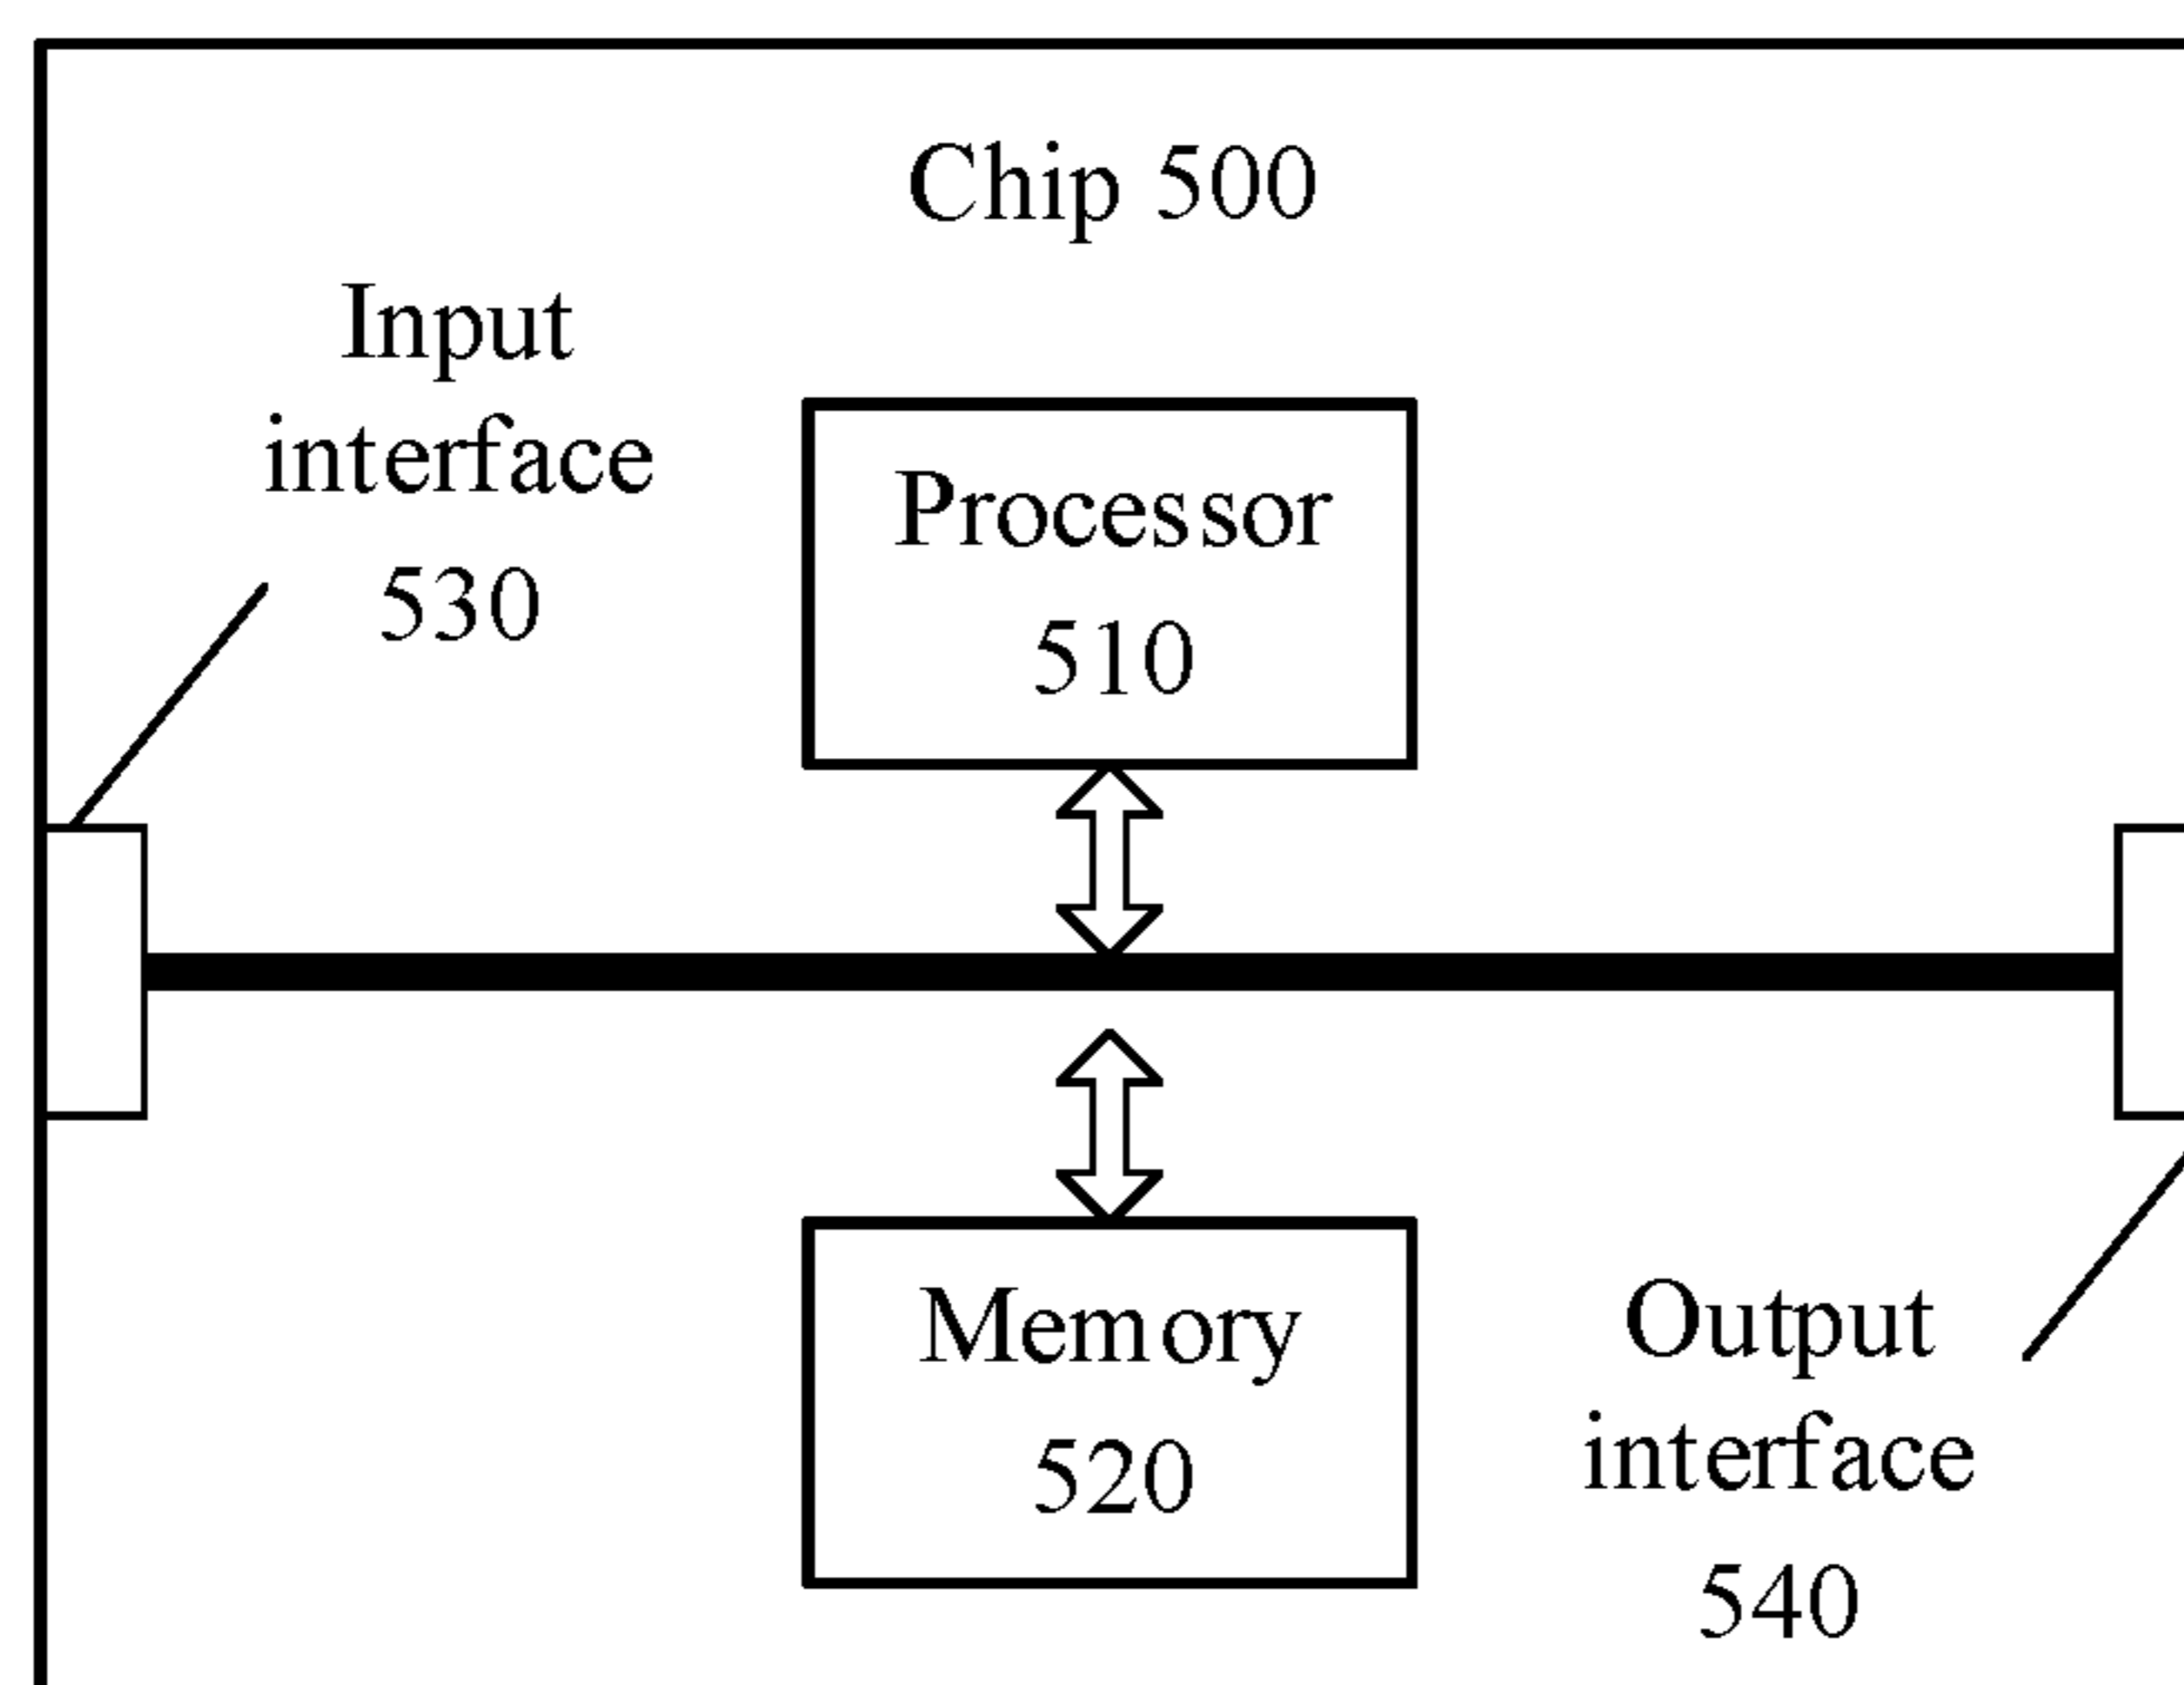 Chip 500
Input
interface
530
Processor
510
Memory
520
Output
interface
540